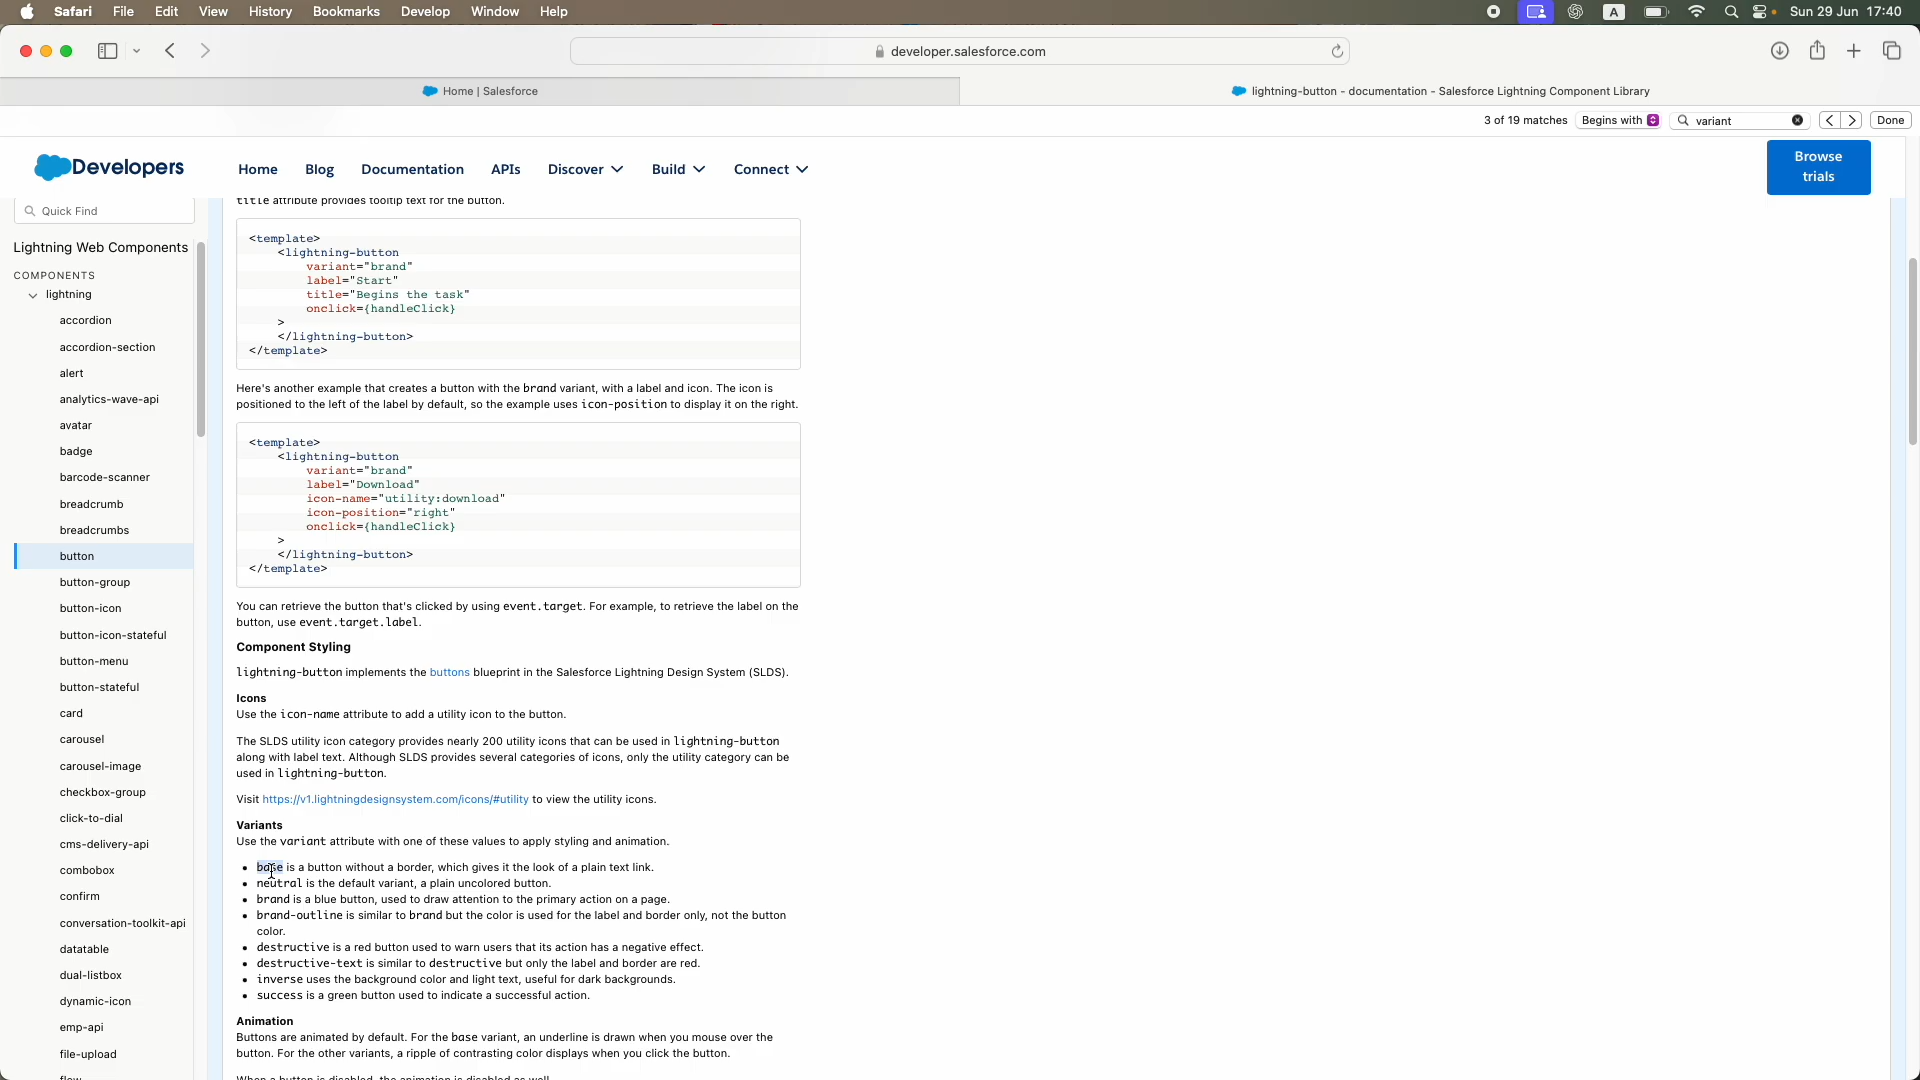 Safari File Edit View History Bookmarks Develop Window Help
A
Sun 29 Jun 17:40
developer.salesforce.com
Home | Salesforce
lightning-button - documentation - Salesforce Lightning Component Library
3 of 19 matches
Begins with
variant
Done
Developers
Home
Blog
Documentation
APIs
Discover
Build
Connect
Browse
trials
Quick Find
Lightning Web Components
COMPONENTS
lightning
accordion
accordion-section
alert
analytics-wave-api
avatar
badge
barcode-scanner
breadcrumb
breadcrumbs
button
button-group
button-icon
button-icon-stateful
button-menu
button-stateful
card
carousel
carousel-image
checkbox-group
click-to-dial
cms-delivery-api
combobox
confirm
conversation-toolkit-api
datatable
dual-listbox
dynamic-icon
emp-api
file-upload
flow
title attribute provides tooltip text for the button.
<template>
<lightning-button
variant="brand"
label="Start"
title="Begins the task"
onclick={handleClick}
>
</lightning-button>
</template>
Here's another example that creates a button with the brand variant, with a label and icon. The icon is
positioned to the left of the label by default, so the example uses icon-position to display it on the right.
<template>
<lightning-button
variant="brand"
label="Download"
icon-name="utility:download"
icon-position="right"
onclick={handleClick}
>
</lightning-button>
</template>
You can retrieve the button that's clicked by using event.target. For example, to retrieve the label on the
button, use event.target.label.
Component Styling
lightning-button implements the buttons blueprint in the Salesforce Lightning Design System (SLDS).
Icons
Use the icon-name attribute to add a utility icon to the button.
The SLDS utility icon category provides nearly 200 utility icons that can be used in lightning-button
along with label text. Although SLDS provides several categories of icons, only the utility category can be
used in lightning-button.
Visit https://v1.lightningdesignsystem.com/icons/#utility to view the utility icons.
Variants
Use the variant attribute with one of these values to apply styling and animation.
• base is a button without a border, which gives it the look of a plain text link.
• neutral is the default variant, a plain uncolored button.
• brand is a blue button, used to draw attention to the primary action on a page.
• brand-outline is similar to brand but the color is used for the label and border only, not the button
color.
• destructive is a red button used to warn users that its action has a negative effect.
• destructive-text is similar to destructive but only the label and border are red.
• inverse uses the background color and light text, useful for dark backgrounds.
• success is a green button used to indicate a successful action.
Animation
Buttons are animated by default. For the base variant, an underline is drawn when you mouse over the
button. For the other variants, a ripple of contrasting color displays when you click the button.
When a button is disabled, the animation is disabled as well.